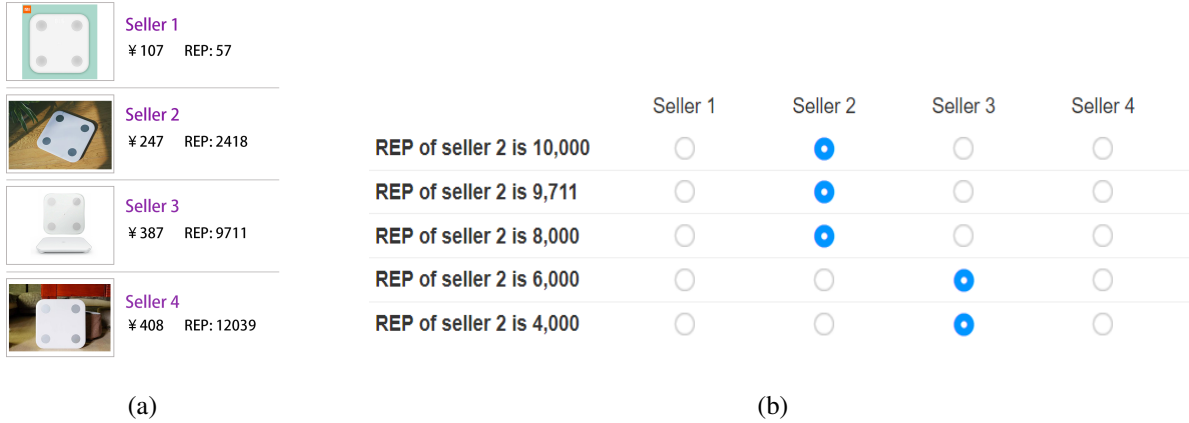 Seller 1
¥ 107 REP: 57
Seller 2
¥ 247 REP: 2418
Seller 3
¥ 387 REP: 9711
Seller 4
¥ 408 REP: 12039
(a)
Seller 1 Seller 2 Seller 3 Seller 4
REP of seller 2 is 10,000
REP of seller 2 is 9,711
REP of seller 2 is 8,000
REP of seller 2 is 6,000
REP of seller 2 is 4,000
(b)